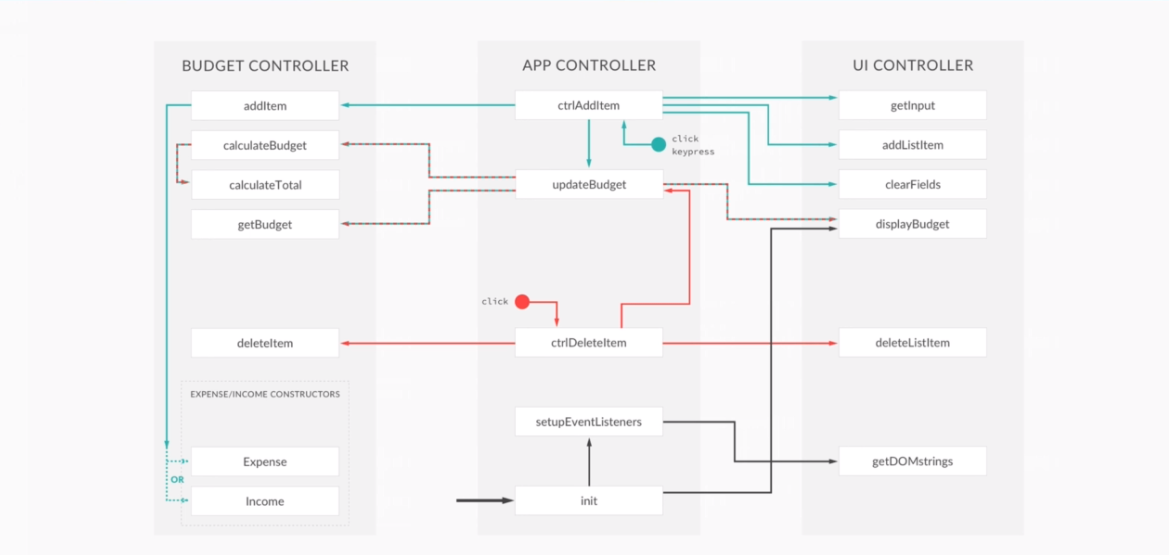 BUDGET CONTROLLER
addItem
calculateBudget
calculateTotal
getBudget
deleteItem
EXPENSE/INCOME CONSTRUCTORS
Expense
OR
Income
APP CONTROLLER
ctrlAddItem
click
keypress
updateBudget
click
ctrlDeleteItem
setupEventListeners
init
UI CONTROLLER
getInput
addListItem
clearFields
displayBudget
deleteListItem
getDOMstrings